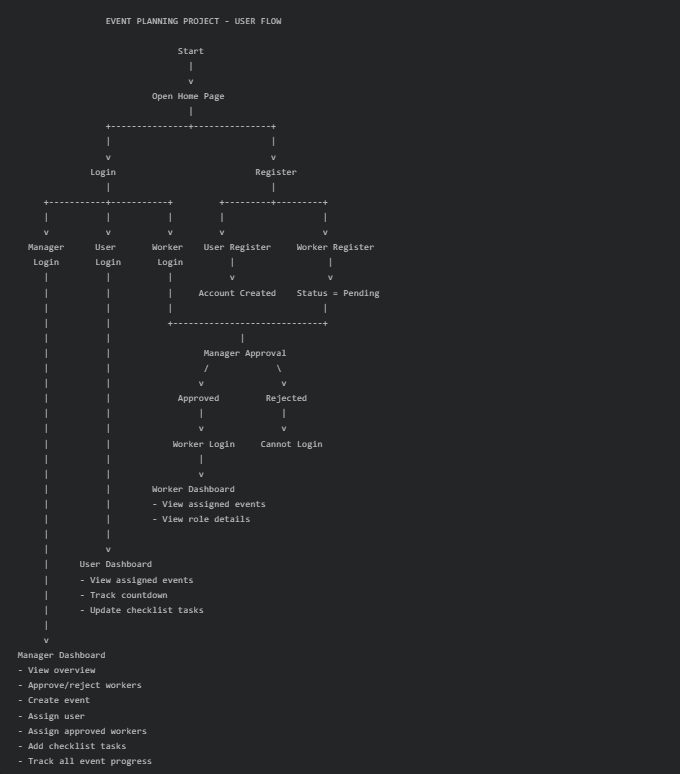 EVENT PLANNING PROJECT - USER FLOW
Start
|
v
Open Home Page
|
+---------------+---------------+
|                               |
v                               v
Login                           Register
|                               |
+-----------+-----------+         +---------+---------+
|           |           |         |                   |
v           v           v         v                   v
Manager      User       Worker    User Register     Worker Register
Login       Login       Login         |                  |
|           |           |           v                  v
|           |           |     Account Created    Status = Pending
|           |           |                             |
|           |           +-----------------------------+
|           |                          |
|           |                   Manager Approval
|           |                   /             \
|           |                  v               v
|           |              Approved         Rejected
|           |                  |               |
|           |                  v               v
|           |             Worker Login     Cannot Login
|           |                  |
|           |                  v
|           |         Worker Dashboard
|           |         - View assigned events
|           |         - View role details
|           |
|           v
|      User Dashboard
|      - View assigned events
|      - Track countdown
|      - Update checklist tasks
|
v
Manager Dashboard
- View overview
- Approve/reject workers
- Create event
- Assign user
- Assign approved workers
- Add checklist tasks
- Track all event progress